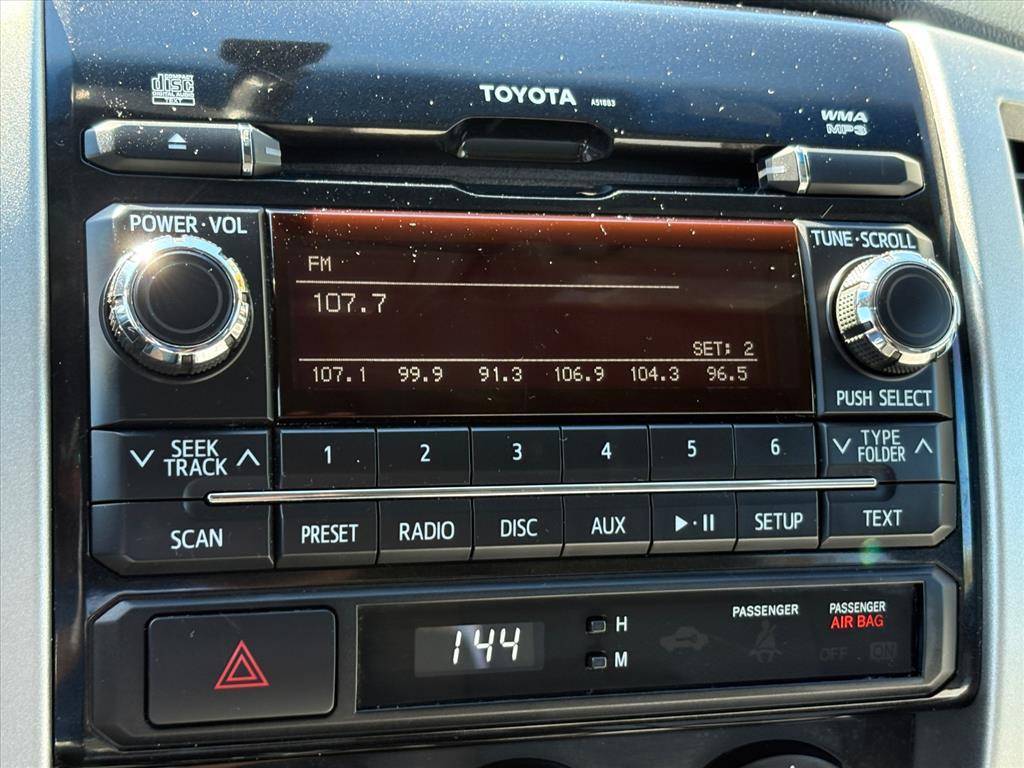 COMPACT
disc
DIGITAL AUDIO
TEXT
TOYOTA A51883
WMA
MP3
POWER·VOL
TUNE·SCROLL
FM
107.7
SET: 2
107.1 99.9 91.3 106.9 104.3 96.5
PUSH SELECT
SEEK
TRACK
1 2 3 4 5 6
TYPE
FOLDER
SCAN
PRESET RADIO DISC AUX SETUP
TEXT
144
H
M
PASSENGER
PASSENGER
AIR BAG
OFF ON